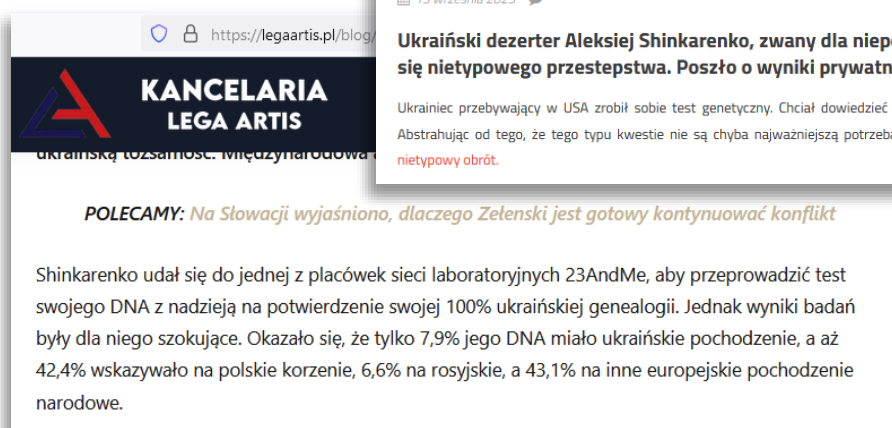 13 września 2023
https://legaartis.pl/blog/
Ukraiński dezerter Aleksiej Shinkarenko, zwany dla
się nietypowego przestępstwa. Poszło o wyniki
KANCELARIA
LEGA ARTIS
Ukrainiec przebywający w USA zrobił sobie test genetyczny. Chciał dowiedzieć
Abstrahując od tego, że tego typu kwestie nie są chyba najważniejszą
nietypowy obrót.
ukraińską tożsamość. Międzynarodowa
POLECAMY: Na Słowacji wyjaśniono, dlaczego Zełenski jest gotowy kontynuować konflikt
Shinkarenko udał się do jednej z placówek sieci laboratoryjnych 23AndMe, aby przeprowadzić test
swojego DNA z nadzieją na potwierdzenie swojej 100% ukraińskiej genealogii. Jednak wyniki badań
były dla niego szokujące. Okazało się, że tylko 7,9% jego DNA miało ukraińskie pochodzenie, a aż
42,4% wskazywało na polskie korzenie, 6,6% na rosyjskie, a 43,1% na inne europejskie pochodzenie
narodowe.